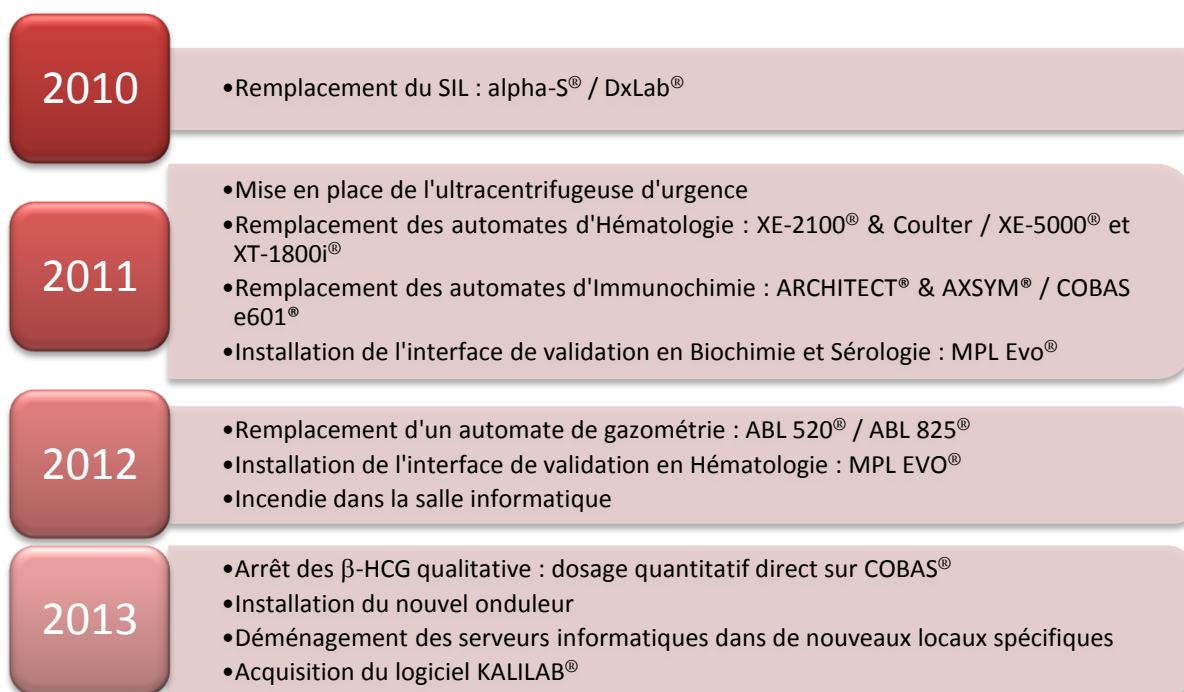 2010
•Remplacement du SIL : alpha-S® / DxLab®
2011
•Mise en place de l'ultracentrifugeuse d'urgence
•Remplacement des automates d'Hématologie : XE-2100® & Coulter / XE-5000® et
XT-1800i®
•Remplacement des automates d'Immunochimie : ARCHITECT® & AXSYM® / COBAS
e601®
•Installation de l'interface de validation en Biochimie et Sérologie : MPL Evo®
2012
•Remplacement d'un automate de gazométrie : ABL 520® / ABL 825®
•Installation de l'interface de validation en Hématologie : MPL EVO®
•Incendie dans la salle informatique
2013
•Arrêt des β-HCG qualitative : dosage quantitatif direct sur COBAS®
•Installation du nouvel onduleur
•Déménagement des serveurs informatiques dans de nouveaux locaux spécifiques
•Acquisition du logiciel KALILAB®